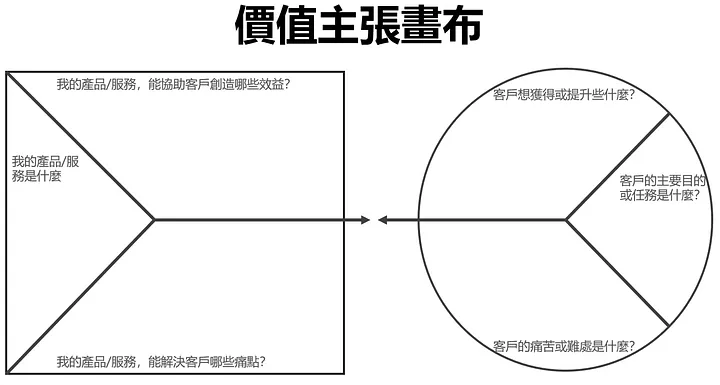 價值主張畫布
我的產品/服務，能協助客戶創造哪些效益？
我的產品/服
務是什麼
我的產品/服務，能解決客戶哪些痛點？
客戶想獲得或提升些什麼？
客戶的主要目的
或任務是什麼？
客戶的痛苦或難處是什麼？